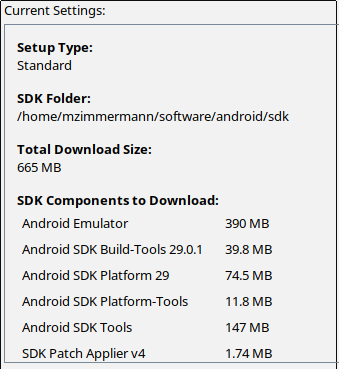 Current Settings:
Setup Type:
Standard
SDK Folder:
/home/mzimmermann/software/android/sdk
Total Download Size:
665 MB
SDK Components to Download:
Android Emulator 390 MB
Android SDK Build-Tools 29.0.1 39.8 MB
Android SDK Platform 29 74.5 MB
Android SDK Platform-Tools 11.8 MB
Android SDK Tools 147 MB
SDK Patch Applier v4 1.74 MB